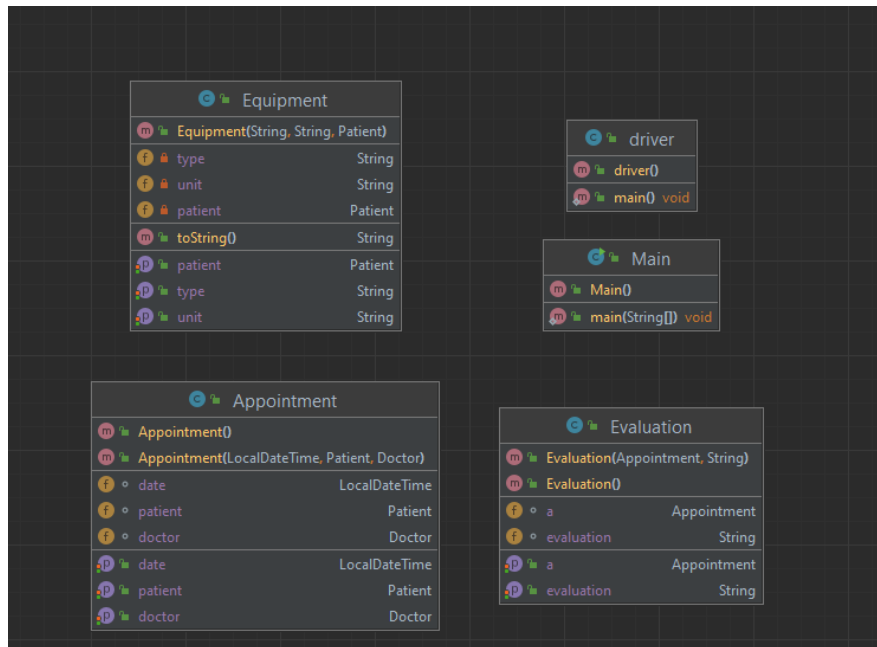 Equipment
Equipment(String, String, Patient)
type String
unit String
patient Patient
toString() String
patient Patient
type String
unit String
driver
driver()
main() void
Main
Main()
main(String[]) void
Appointment
Appointment()
Appointment(LocalDateTime, Patient, Doctor)
date LocalDateTime
patient Patient
doctor Doctor
date LocalDateTime
patient Patient
doctor Doctor
Evaluation
Evaluation(Appointment, String)
Evaluation()
a Appointment
evaluation String
a Appointment
evaluation String